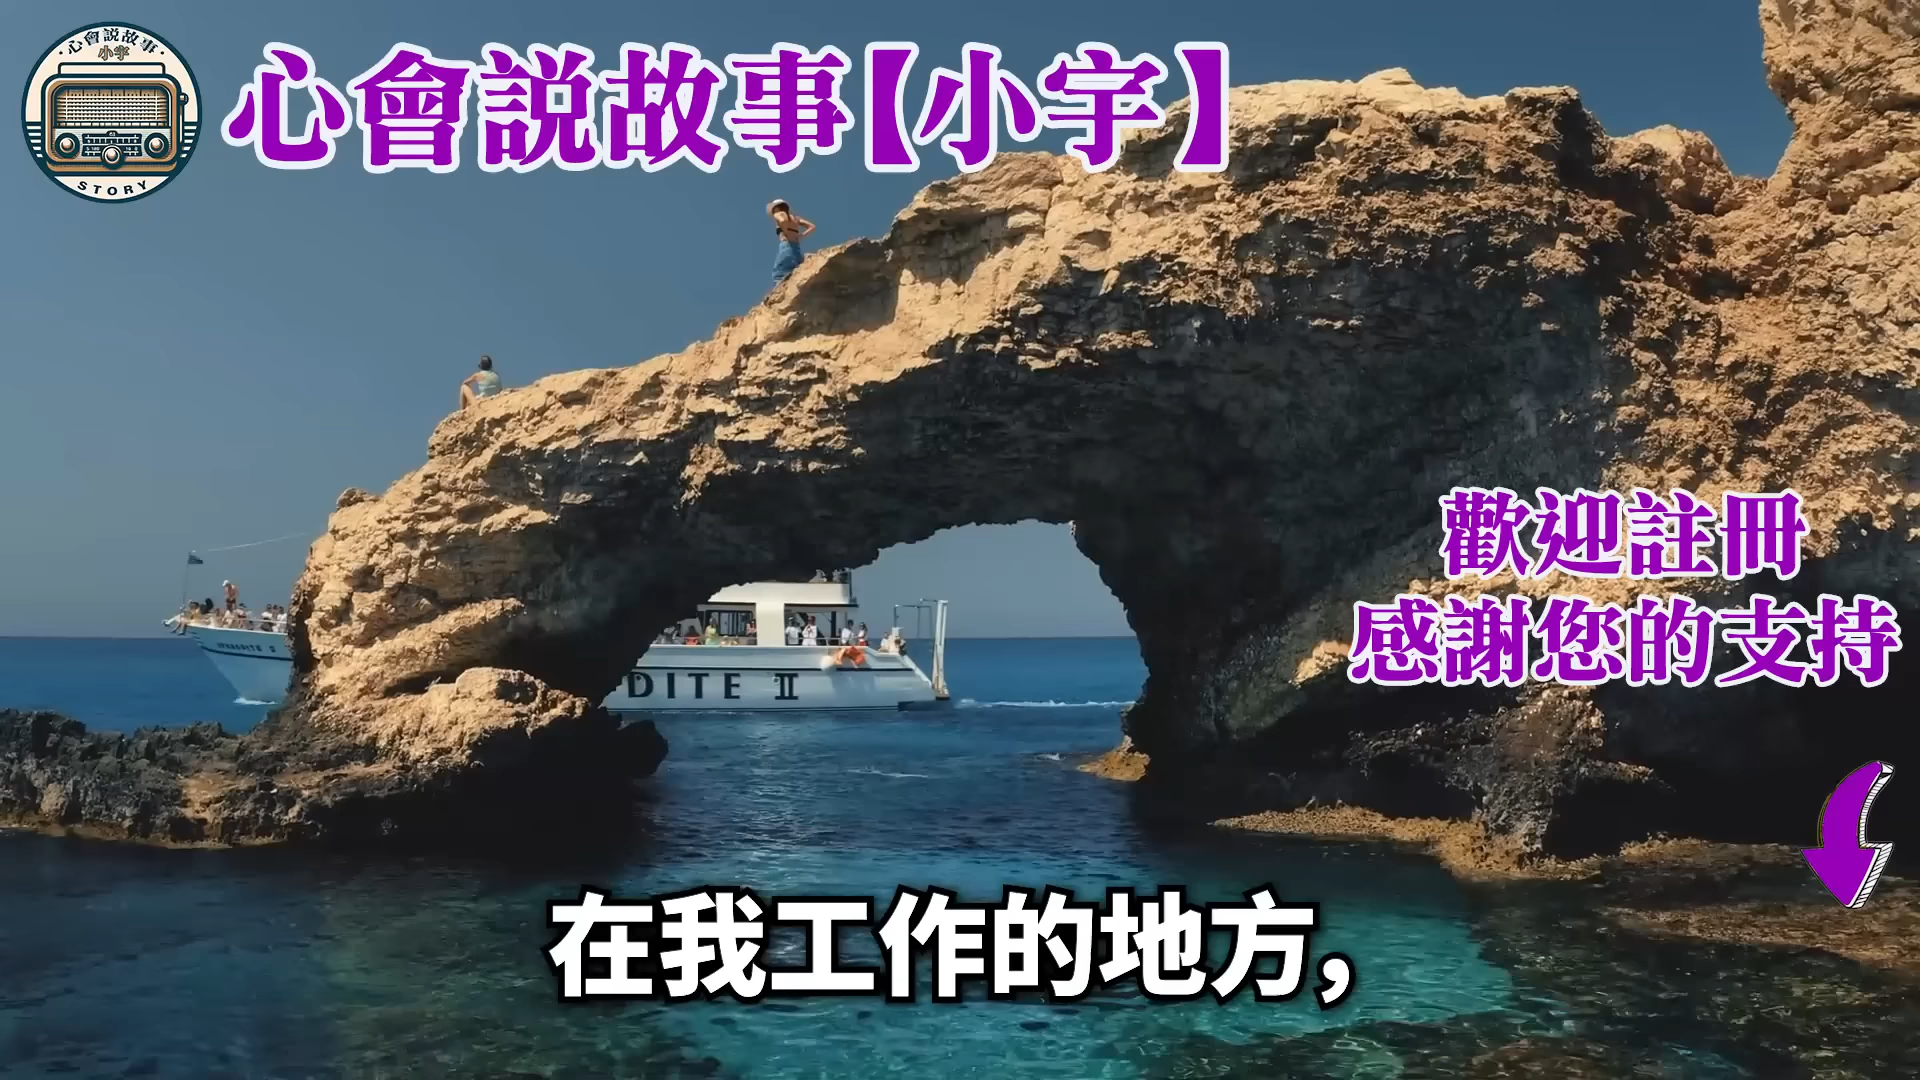 心會説故事
小宇
STORY
心會説故事【小宇】
歡迎註冊
感謝您的支持
DITE II
在我工作的地方,